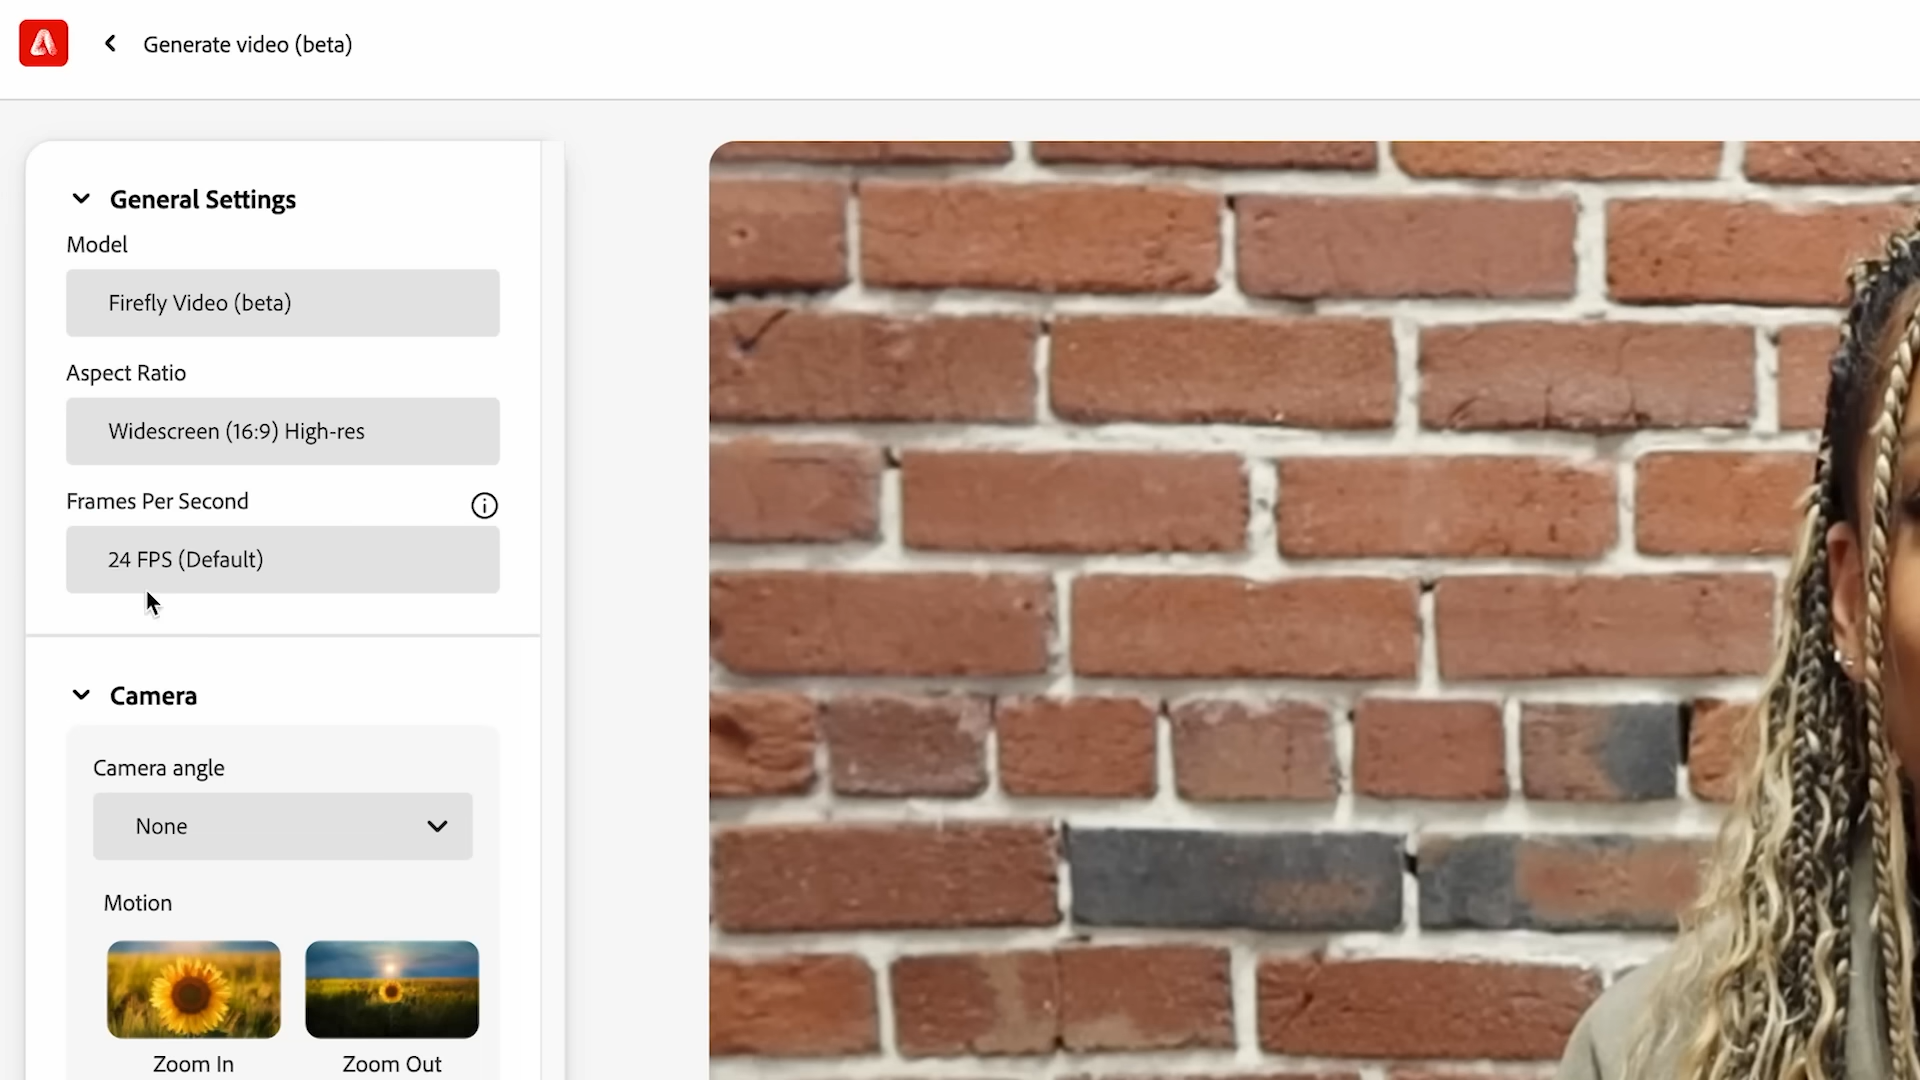 Generate video (beta)
General Settings
Model
Firefly Video (beta)
Aspect Ratio
Widescreen (16:9) High-res
Frames Per Second
24 FPS (Default)
Camera
Camera angle
None
Motion
Zoom In
Zoom Out